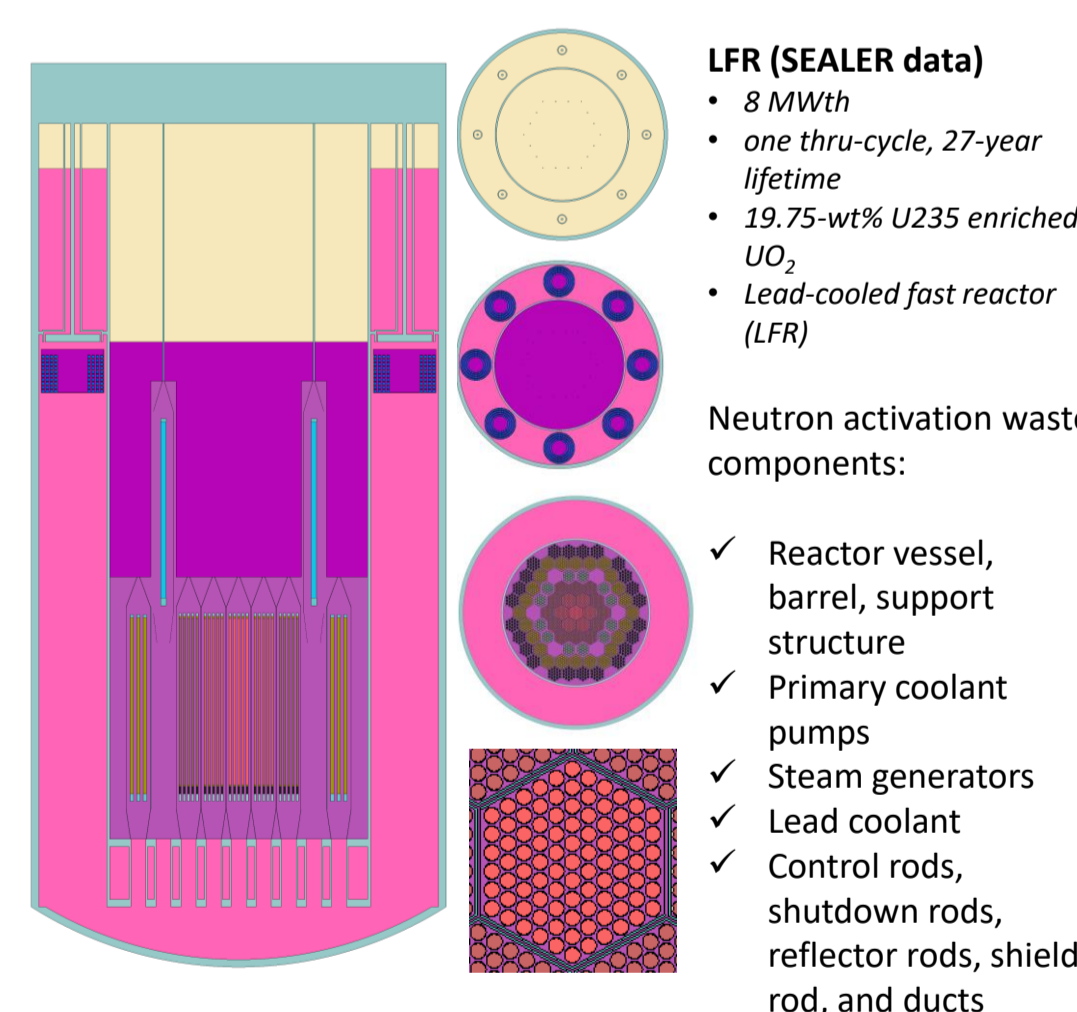 LFR (SEALER data)
• 8 MWth
• one thru-cycle, 27-year
lifetime
• 19.75-wt% U235 enriched
UO₂
• Lead-cooled fast reactor
(LFR)
Neutron activation waste
components:
✓ Reactor vessel,
barrel, support
structure
✓ Primary coolant
pumps
✓ Steam generators
✓ Lead coolant
✓ Control rods,
shutdown rods,
reflector rods, shield
rod, and ducts